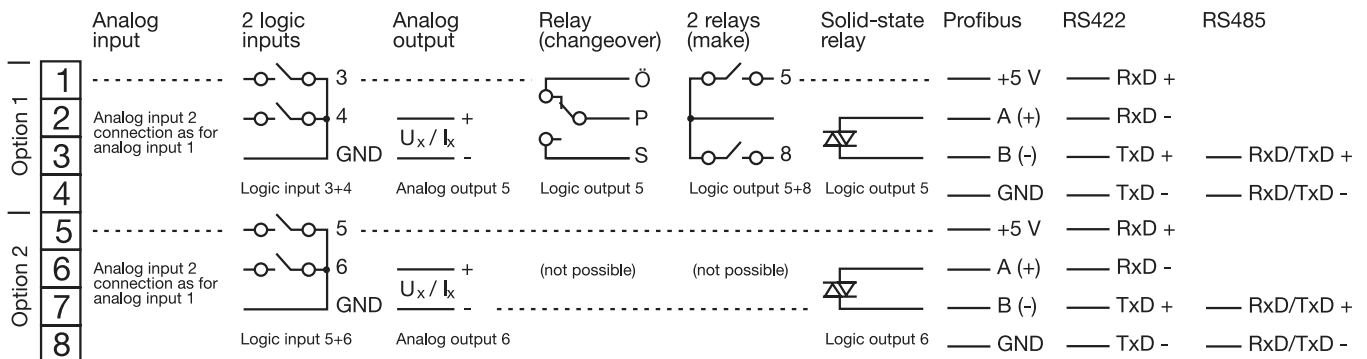 Analog input
2 logic inputs
Analog output
Relay (changeover)
2 relays (make)
Solid-state relay
Profibus
RS422
RS485
Option 1
1 3 Ö 5 +5 V RxD +
2 Analog input 2 connection as for analog input 1 4 + Ux / Ix P A (+) RxD -
3 GND - S 8 B (-) TxD + RxD/TxD +
4 Logic input 3+4 Analog output 5 Logic output 5 Logic output 5+8 Logic output 5 GND TxD - RxD/TxD -
Option 2
5 5 +5 V RxD +
6 Analog input 2 connection as for analog input 1 6 + Ux / Ix (not possible) (not possible) A (+) RxD -
7 GND - B (-) TxD + RxD/TxD +
8 Logic input 5+6 Analog output 6 Logic output 6 GND TxD - RxD/TxD -